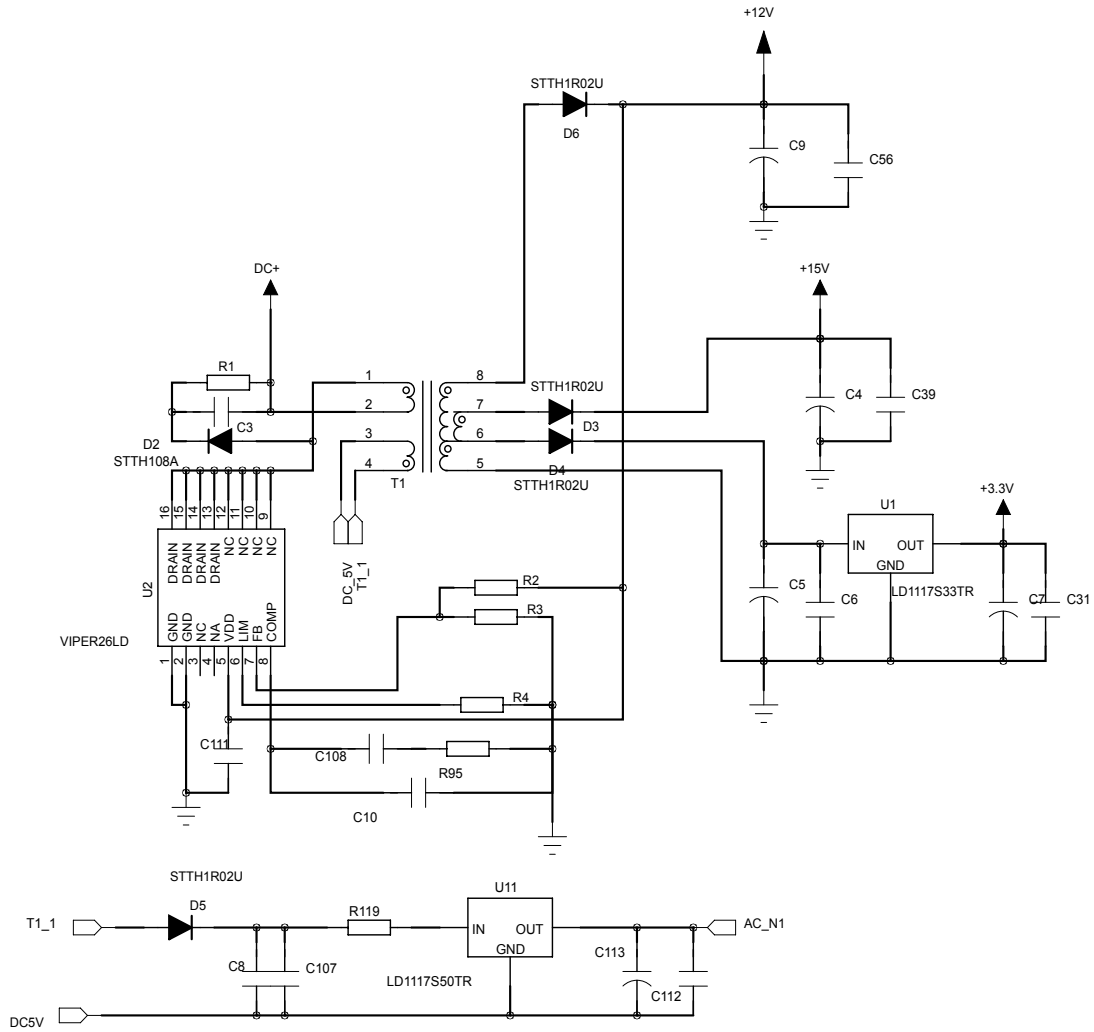 +12V
STTH1R02U
D6
C9
C56
DC+
+15V
R1
1
2
3
4
8
7
6
5
STTH1R02U
D3
D4
STTH1R02U
C4
C39
C3
D2
STTH108A
T1
+3.3V
U1
IN
OUT
GND
LD1117S33TR
C5
C6
C7
C31
16
15
14
13
12
11
10
9
DRAIN
DRAIN
DRAIN
DRAIN
NC
NC
NC
NC
U2
VIPER26LD
GND
GND
NC
NA
VDD
LIM
FB
COMP
1
2
3
4
5
6
7
8
DC_5V
T1_1
R2
R3
R4
C111
C108
R95
C10
STTH1R02U
U11
T1_1
D5
R119
IN
OUT
GND
AC_N1
C8
C107
LD1117S50TR
C113
C112
DC5V